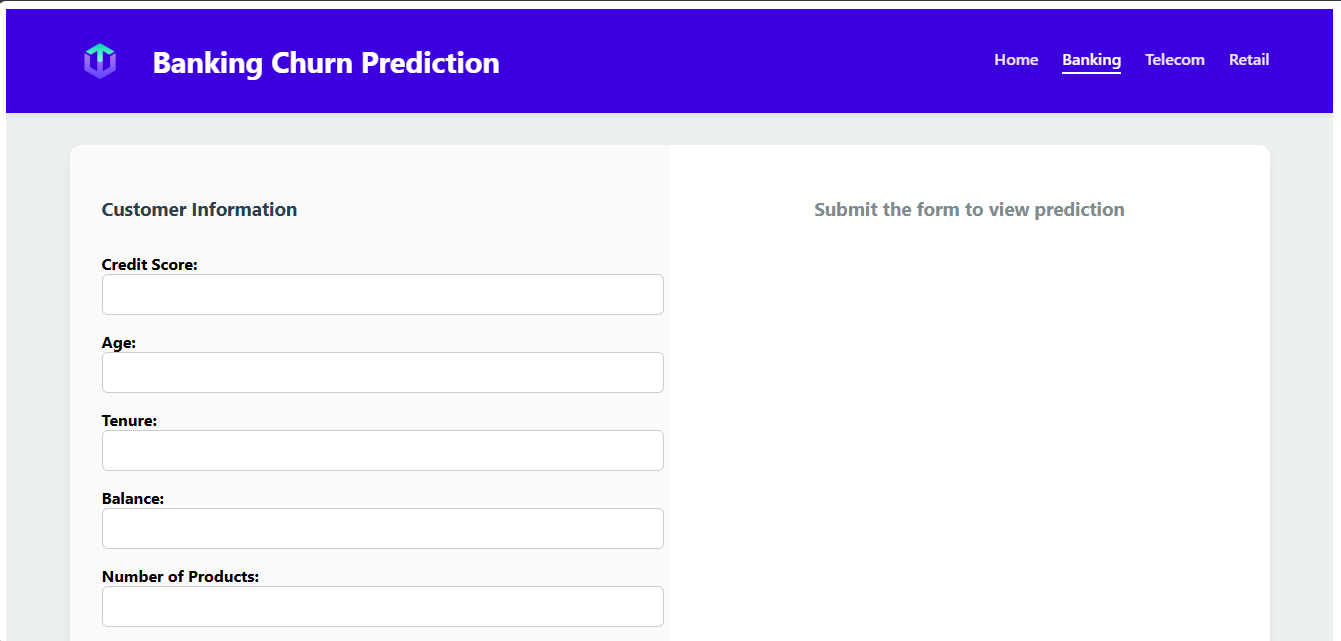 Banking Churn Prediction
Home Banking Telecom Retail
Customer Information
Credit Score:
Age:
Tenure:
Balance:
Number of Products:
Submit the form to view prediction